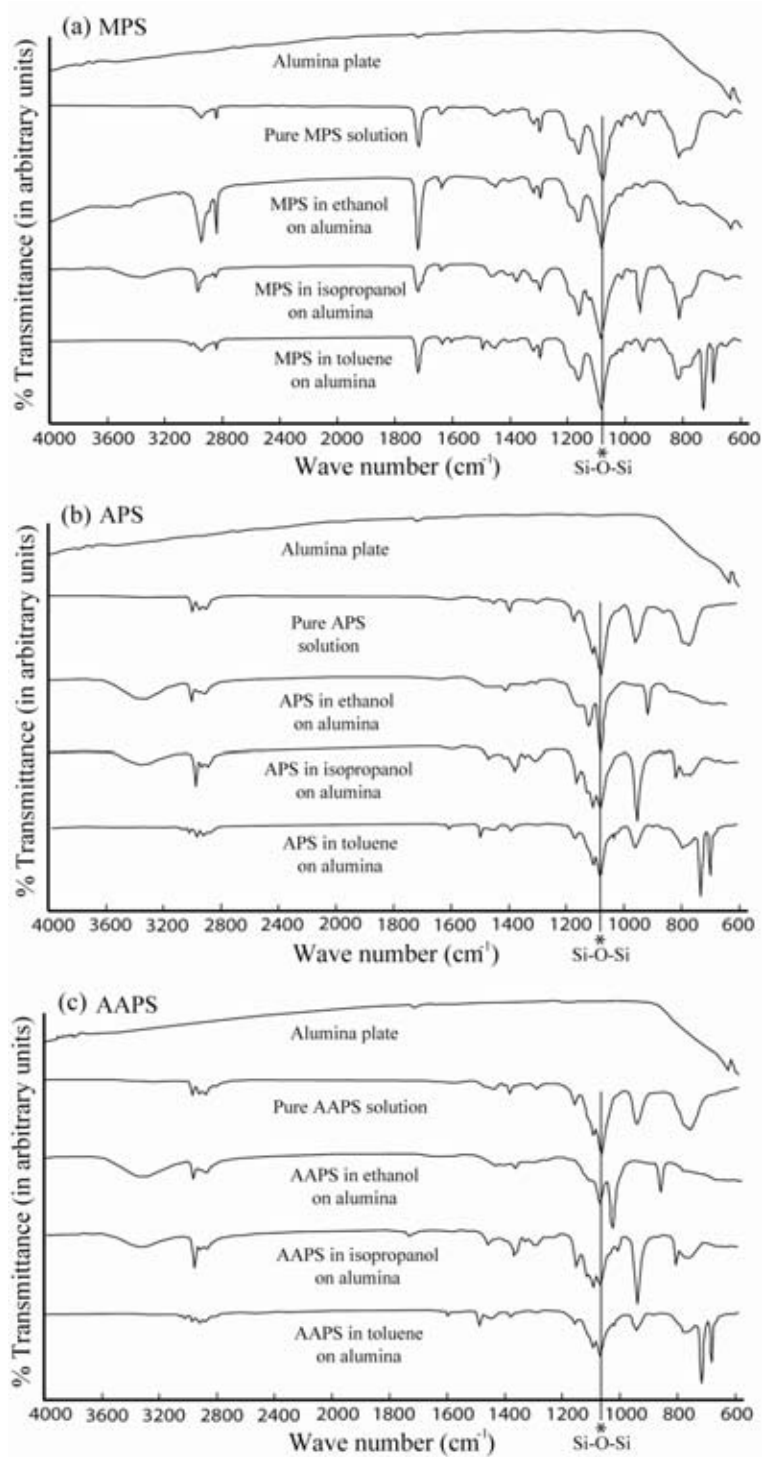 (a) MPS
Alumina plate
Pure MPS solution
MPS in ethanol
on alumina
MPS in isopropanol
on alumina
MPS in toluene
on alumina
% Transmittance (in arbitrary units)
4000 3600 3200 2800 2400 2000 1600 1200 1000 800 600
Wave number (cm⁻¹)
*
Si-O-Si
(b) APS
Alumina plate
Pure APS
solution
APS in ethanol
on alumina
APS in isopropanol
on alumina
APS in toluene
on alumina
% Transmittance (in arbitrary units)
4000 3600 3200 2800 2400 2000 1600 1200 1000 800 600
Wave number (cm⁻¹)
*
Si-O-Si
(c) AAPS
Alumina plate
Pure AAPS solution
AAPS in ethanol
on alumina
AAPS in isopropanol
on alumina
AAPS in toluene
on alumina
% Transmittance (in arbitrary units)
4000 3600 3200 2800 2400 2000 1600 1200 1000 800 600
Wave number (cm⁻¹)
*
Si-O-Si